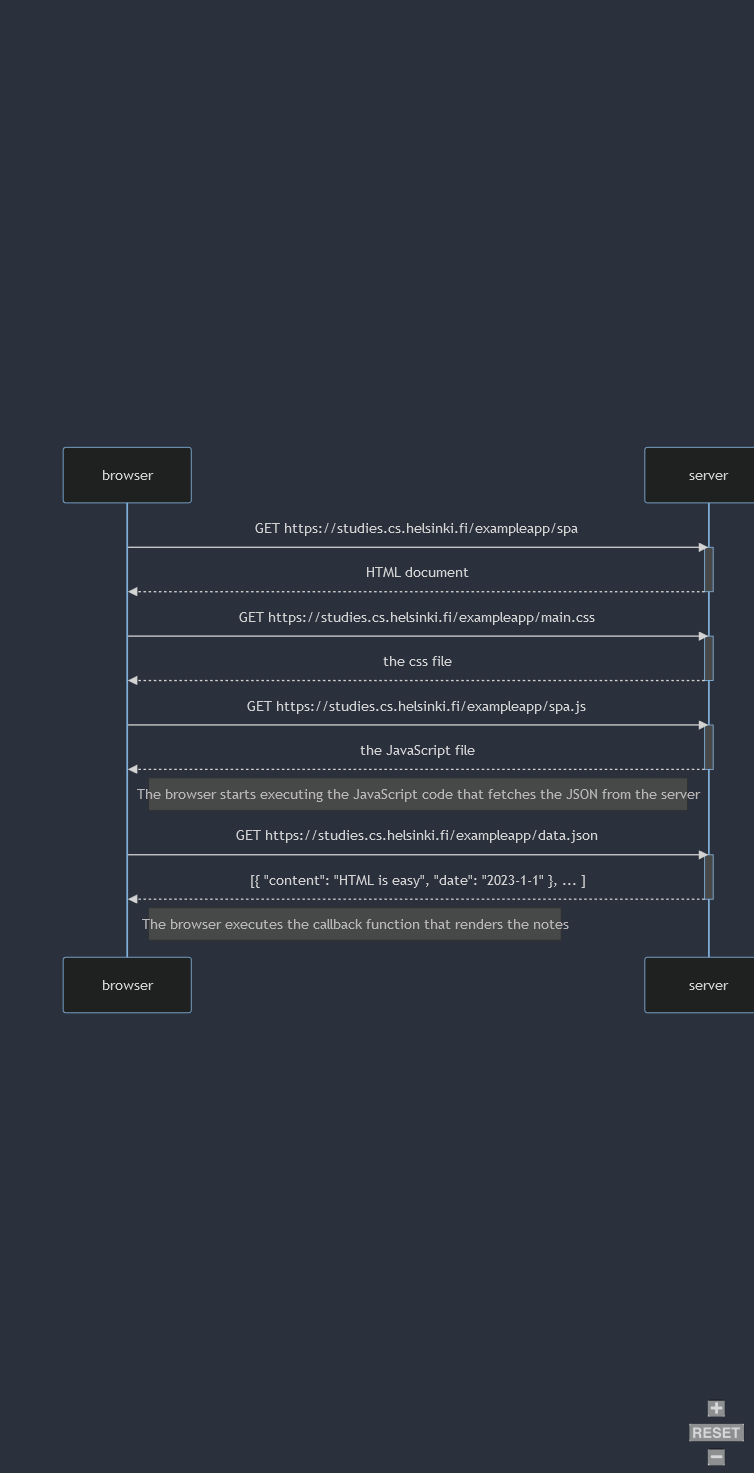 browser
server
GET https://studies.cs.helsinki.fi/exampleapp/spa
HTML document
GET https://studies.cs.helsinki.fi/exampleapp/main.css
the css file
GET https://studies.cs.helsinki.fi/exampleapp/spa.js
the JavaScript file
The browser starts executing the JavaScript code that fetches the JSON from the server
GET https://studies.cs.helsinki.fi/exampleapp/data.json
[{ "content": "HTML is easy", "date": "2023-1-1" }, ... ]
The browser executes the callback function that renders the notes
browser
server
+
RESET
−